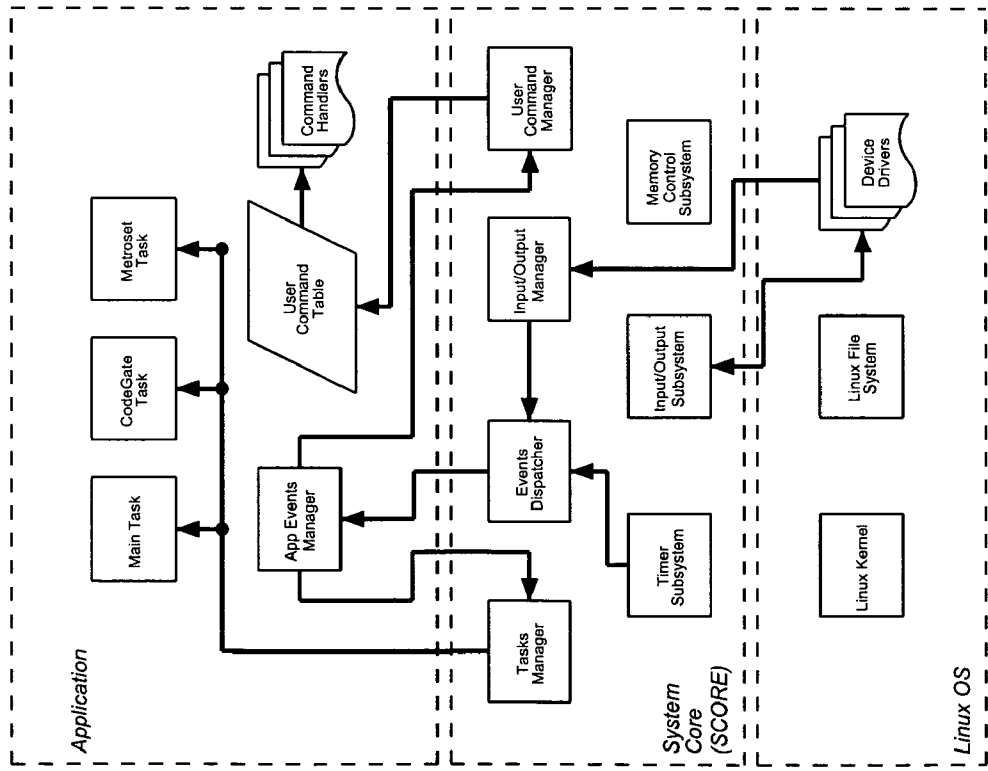 Application
Main Task
CodeGate
Task
Metroset
Task
App Events
Manager
User
Command
Table
Command
Handlers
Tasks
Manager
Events
Dispatcher
Input/Output
Manager
User
Command
Manager
System
Core
(SCORE)
Timer
Subsystem
Input/Output
Subsystem
Memory
Control
Subsystem
Linux OS
Linux Kernel
Linux File
System
Device
Drivers